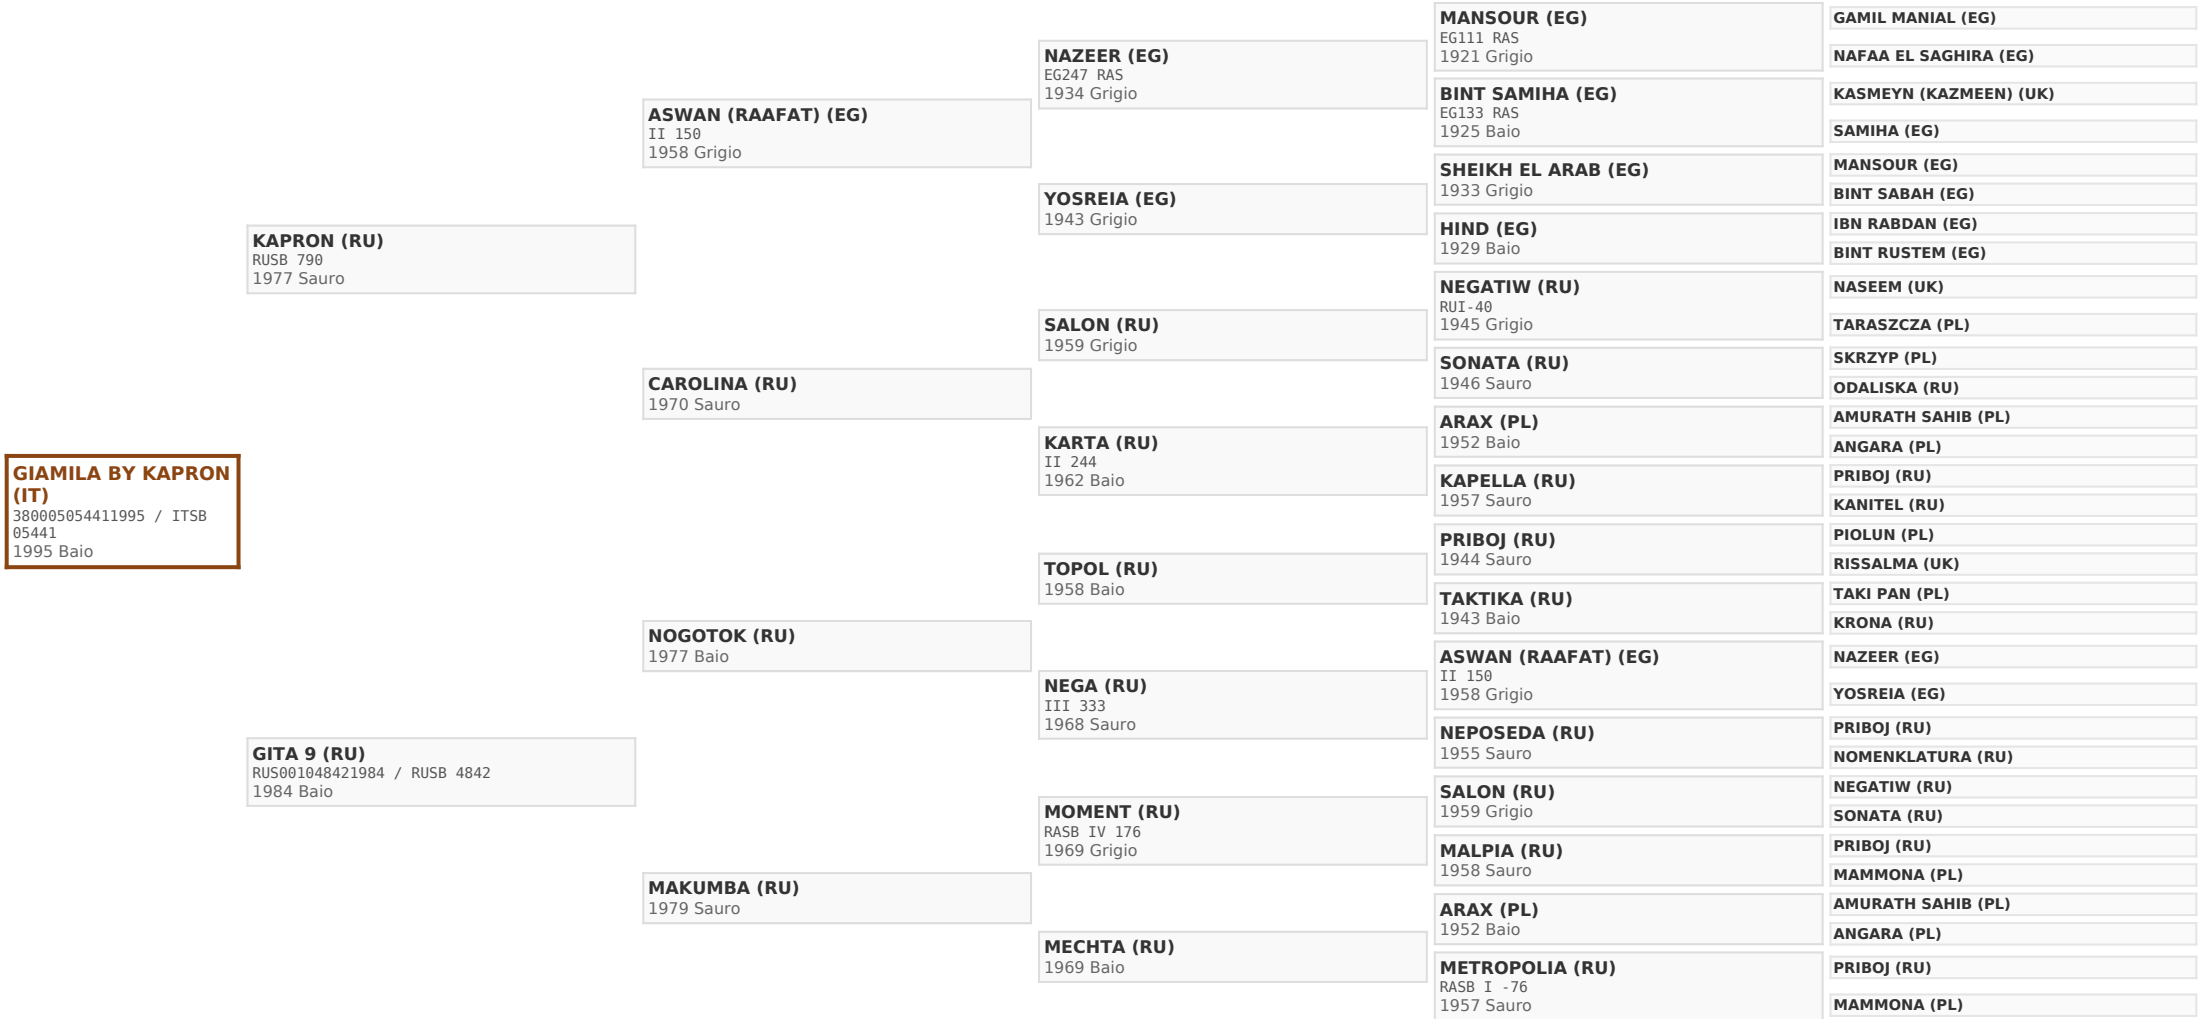 GIAMILA BY KAPRON
(IT)
380005054411995 / ITSB
05441
1995 Baio
KAPRON (RU)
RUSB 790
1977 Sauro
GITA 9 (RU)
RUS001048421984 / RUSB 4842
1984 Baio
ASWAN (RAAFAT) (EG)
II 150
1958 Grigio
CAROLINA (RU)
1970 Sauro
NOGOTOK (RU)
1977 Baio
MAKUMBA (RU)
1979 Sauro
NAZEER (EG)
EG247 RAS
1934 Grigio
YOSREIA (EG)
1943 Grigio
SALON (RU)
1959 Grigio
KARTA (RU)
II 244
1962 Baio
TOPOL (RU)
1958 Baio
NEGA (RU)
III 333
1968 Sauro
MOMENT (RU)
RASB IV 176
1969 Grigio
MECHTA (RU)
1969 Baio
MANSOUR (EG)
EG111 RAS
1921 Grigio
BINT SAMIHA (EG)
EG133 RAS
1925 Baio
SHEIKH EL ARAB (EG)
1933 Grigio
HIND (EG)
1929 Baio
NEGATIW (RU)
RUI-40
1945 Grigio
SONATA (RU)
1946 Sauro
ARAX (PL)
1952 Baio
KAPELLA (RU)
1957 Sauro
PRIBOJ (RU)
1944 Sauro
TAKTIKA (RU)
1943 Baio
ASWAN (RAAFAT) (EG)
II 150
1958 Grigio
NEPOSEDA (RU)
1955 Sauro
SALON (RU)
1959 Grigio
MALPIA (RU)
1958 Sauro
ARAX (PL)
1952 Baio
METROPOLIA (RU)
RASB I -76
1957 Sauro
GAMIL MANIAL (EG)
NAFAA EL SAGHIRA (EG)
KASMEYN (KAZMEEN) (UK)
SAMIHA (EG)
MANSOUR (EG)
BINT SABAH (EG)
IBN RABDAN (EG)
BINT RUSTEM (EG)
NASEEM (UK)
TARASZCZA (PL)
SKRZYP (PL)
ODALISKA (RU)
AMURATH SAHIB (PL)
ANGARA (PL)
PRIBOJ (RU)
KANITEL (RU)
PIOLUN (PL)
RISSALMA (UK)
TAKI PAN (PL)
KRONA (RU)
NAZEER (EG)
YOSREIA (EG)
PRIBOJ (RU)
NOMENKLATURA (RU)
NEGATIW (RU)
SONATA (RU)
PRIBOJ (RU)
MAMMONA (PL)
AMURATH SAHIB (PL)
ANGARA (PL)
PRIBOJ (RU)
MAMMONA (PL)